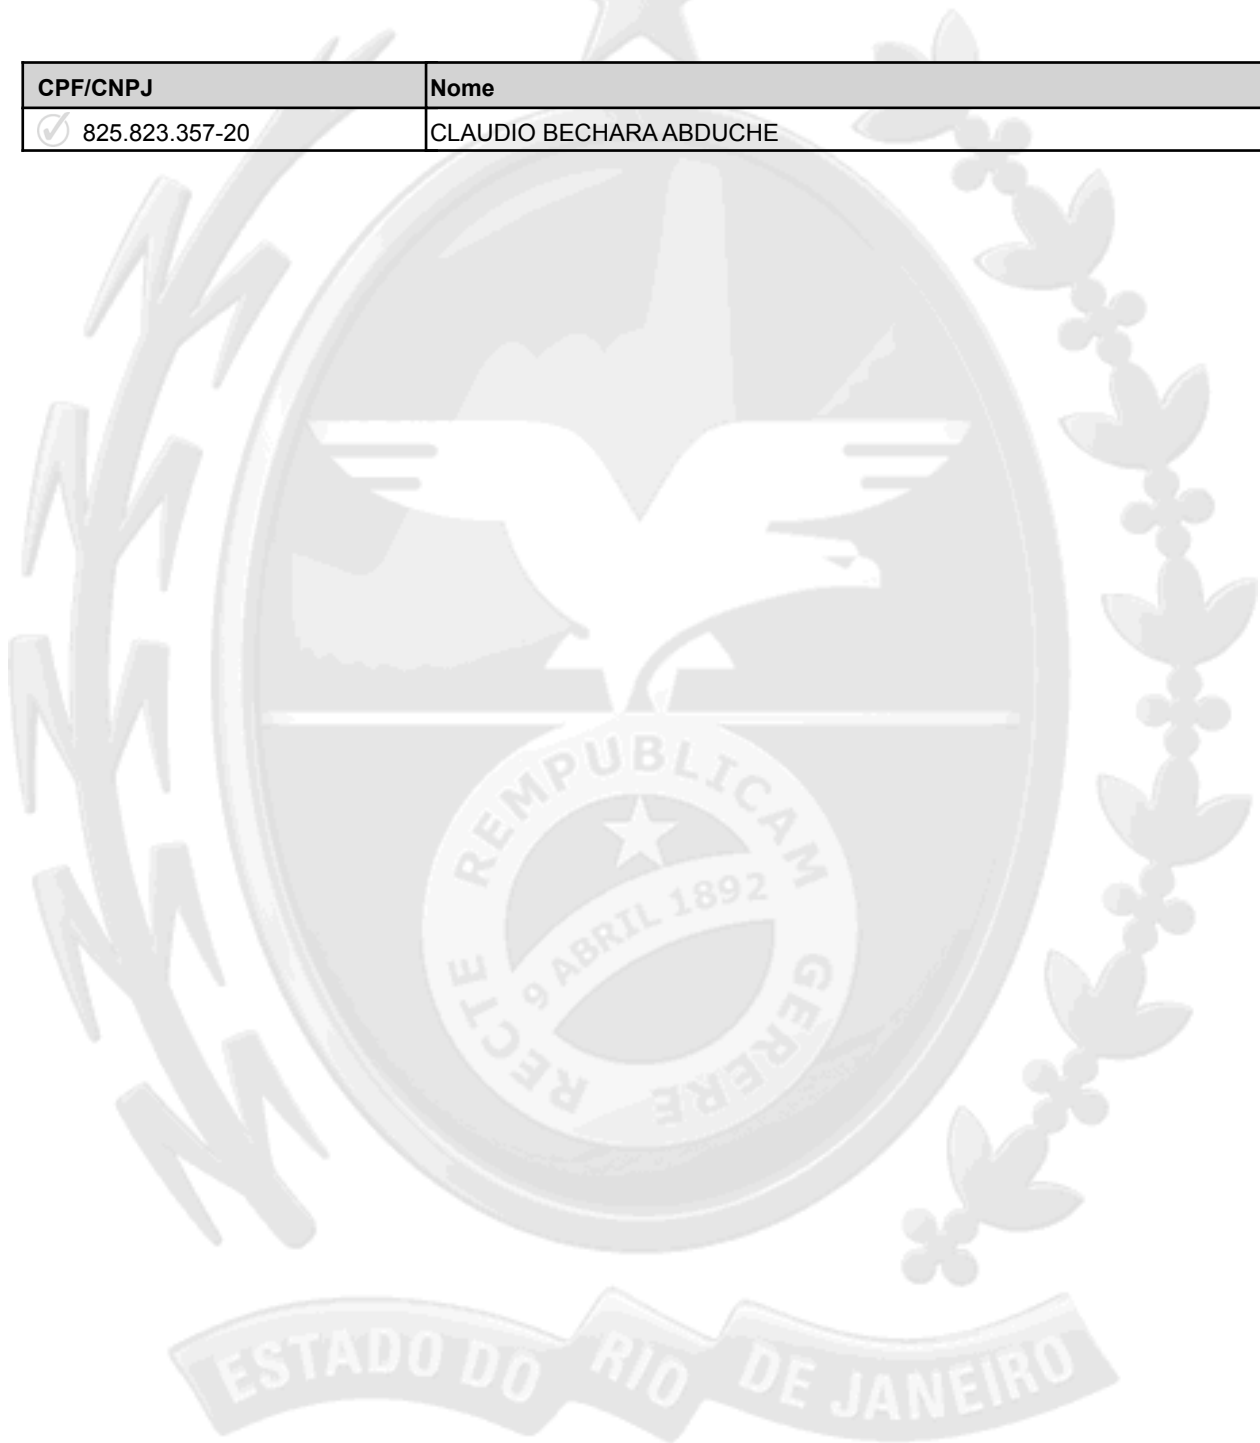 CPF/CNPJ Nome
825.823.357-20 CLAUDIO BECHARA ABDUCHE
REMPUBLICAM
9 ABRIL 1892
RECTE GERERE
ESTADO DO RIO DE JANEIRO